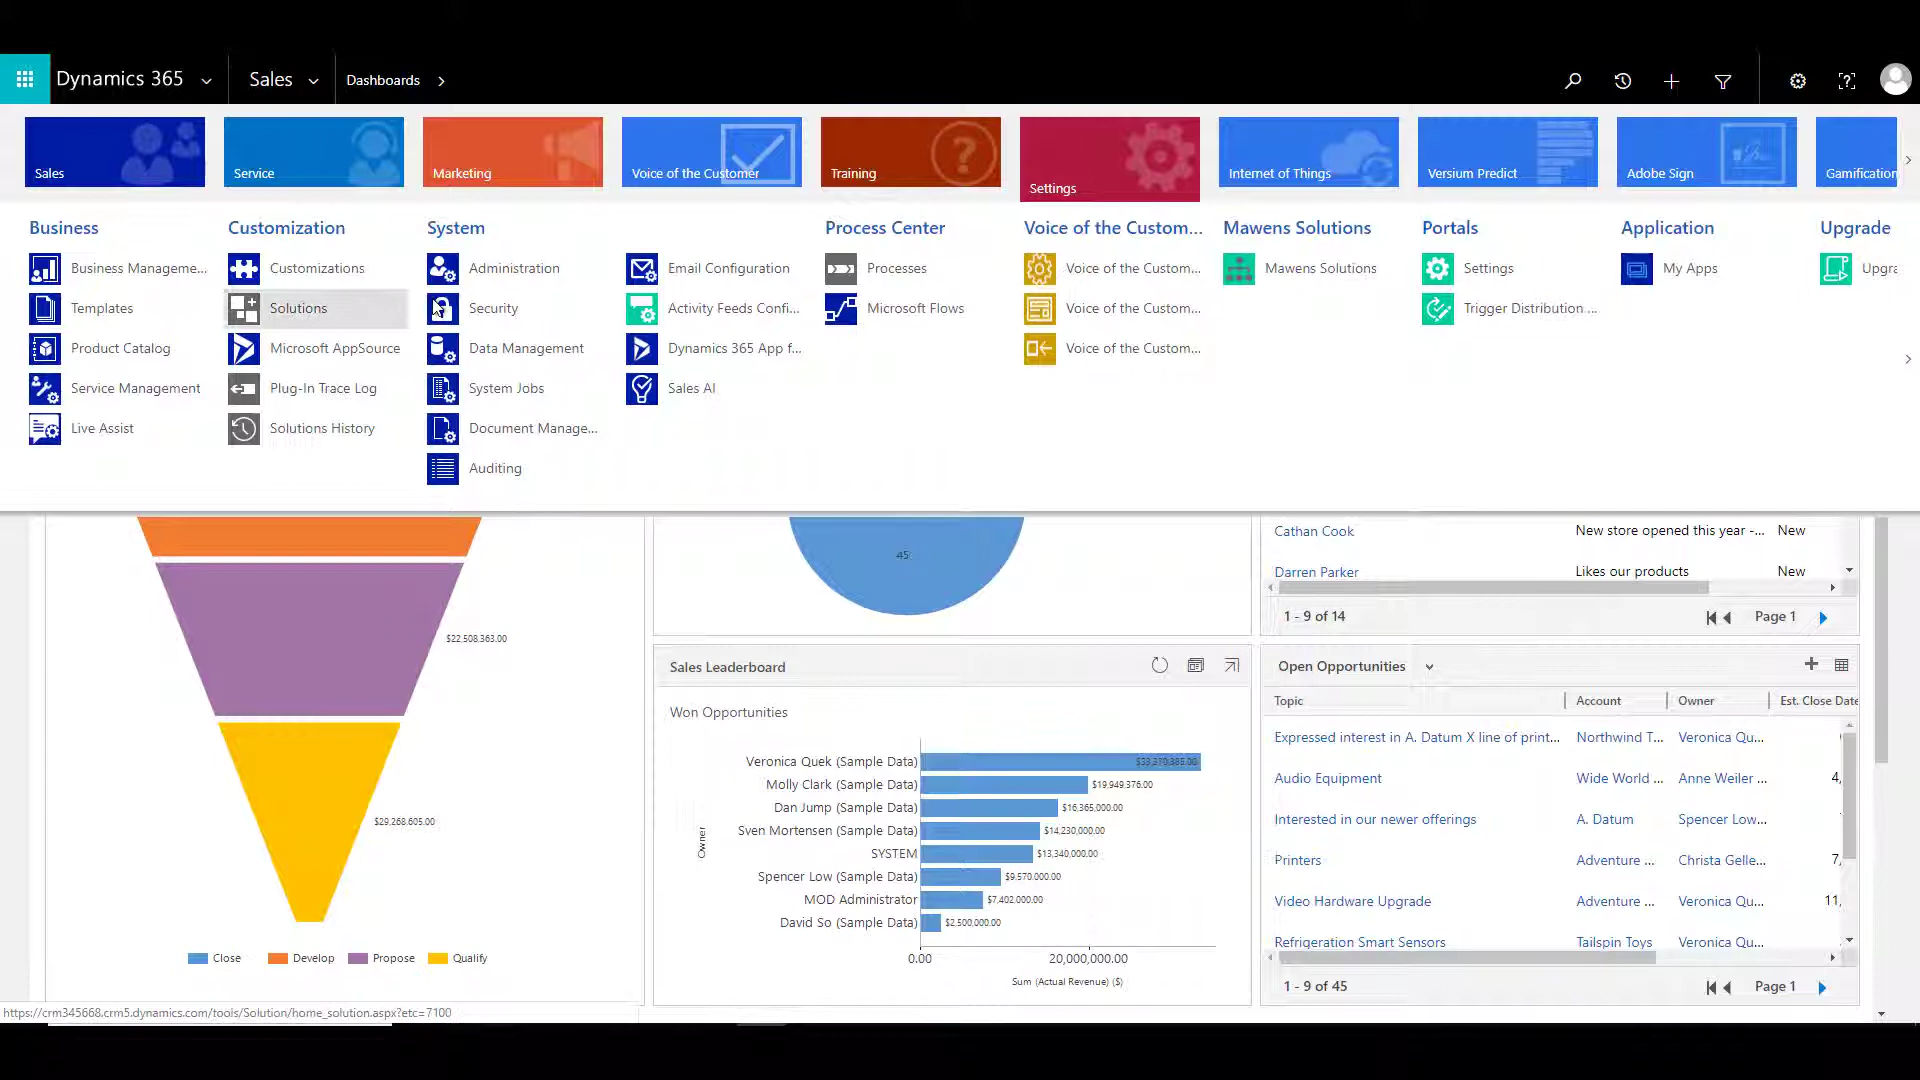 Dynamics 365 Sales Dashboards
Sales Service Marketing Voice of the Customer Training Settings Internet of Things Versium Predict Adobe Sign Gamification
Business
Business Manageme...
Templates
Product Catalog
Service Management
Live Assist
Customization
Customizations
Solutions
Microsoft AppSource
Plug-In Trace Log
Solutions History
System
Administration
Security
Data Management
System Jobs
Document Manage...
Auditing
Email Configuration
Activity Feeds Confi...
Dynamics 365 App f...
Sales AI
Process Center
Processes
Microsoft Flows
Voice of the Custom...
Voice of the Custom...
Voice of the Custom...
Voice of the Custom...
Mawens Solutions
Mawens Solutions
Portals
Settings
Trigger Distribution ...
Application
My Apps
Upgrade
Upgra
$22,508,363.00
$29,268,605.00
Close Develop Propose Qualify
45
Cathan Cook New store opened this year -... New
Darren Parker Likes our products New
1 - 9 of 14 Page 1
Sales Leaderboard
Won Opportunities
Owner
Veronica Quek (Sample Data) $33,370,385.00
Molly Clark (Sample Data) $19,949,376.00
Dan Jump (Sample Data) $16,365,000.00
Sven Mortensen (Sample Data) $14,230,000.00
SYSTEM $13,340,000.00
Spencer Low (Sample Data) $9,570,000.00
MOD Administrator $7,402,000.00
David So (Sample Data) $2,500,000.00
0.00 20,000,000.00
Sum (Actual Revenue) ($)
Open Opportunities
Topic Account Owner Est. Close Date
Expressed interest in A. Datum X line of print... Northwind T... Veronica Qu...
Audio Equipment Wide World ... Anne Weiler ... 4,
Interested in our newer offerings A. Datum Spencer Low...
Printers Adventure ... Christa Gelle... 7,
Video Hardware Upgrade Adventure ... Veronica Qu... 11,
Refrigeration Smart Sensors Tailspin Toys Veronica Qu...
1 - 9 of 45 Page 1
https://crm345668.crm5.dynamics.com/tools/Solution/home_solution.aspx?etc=7100